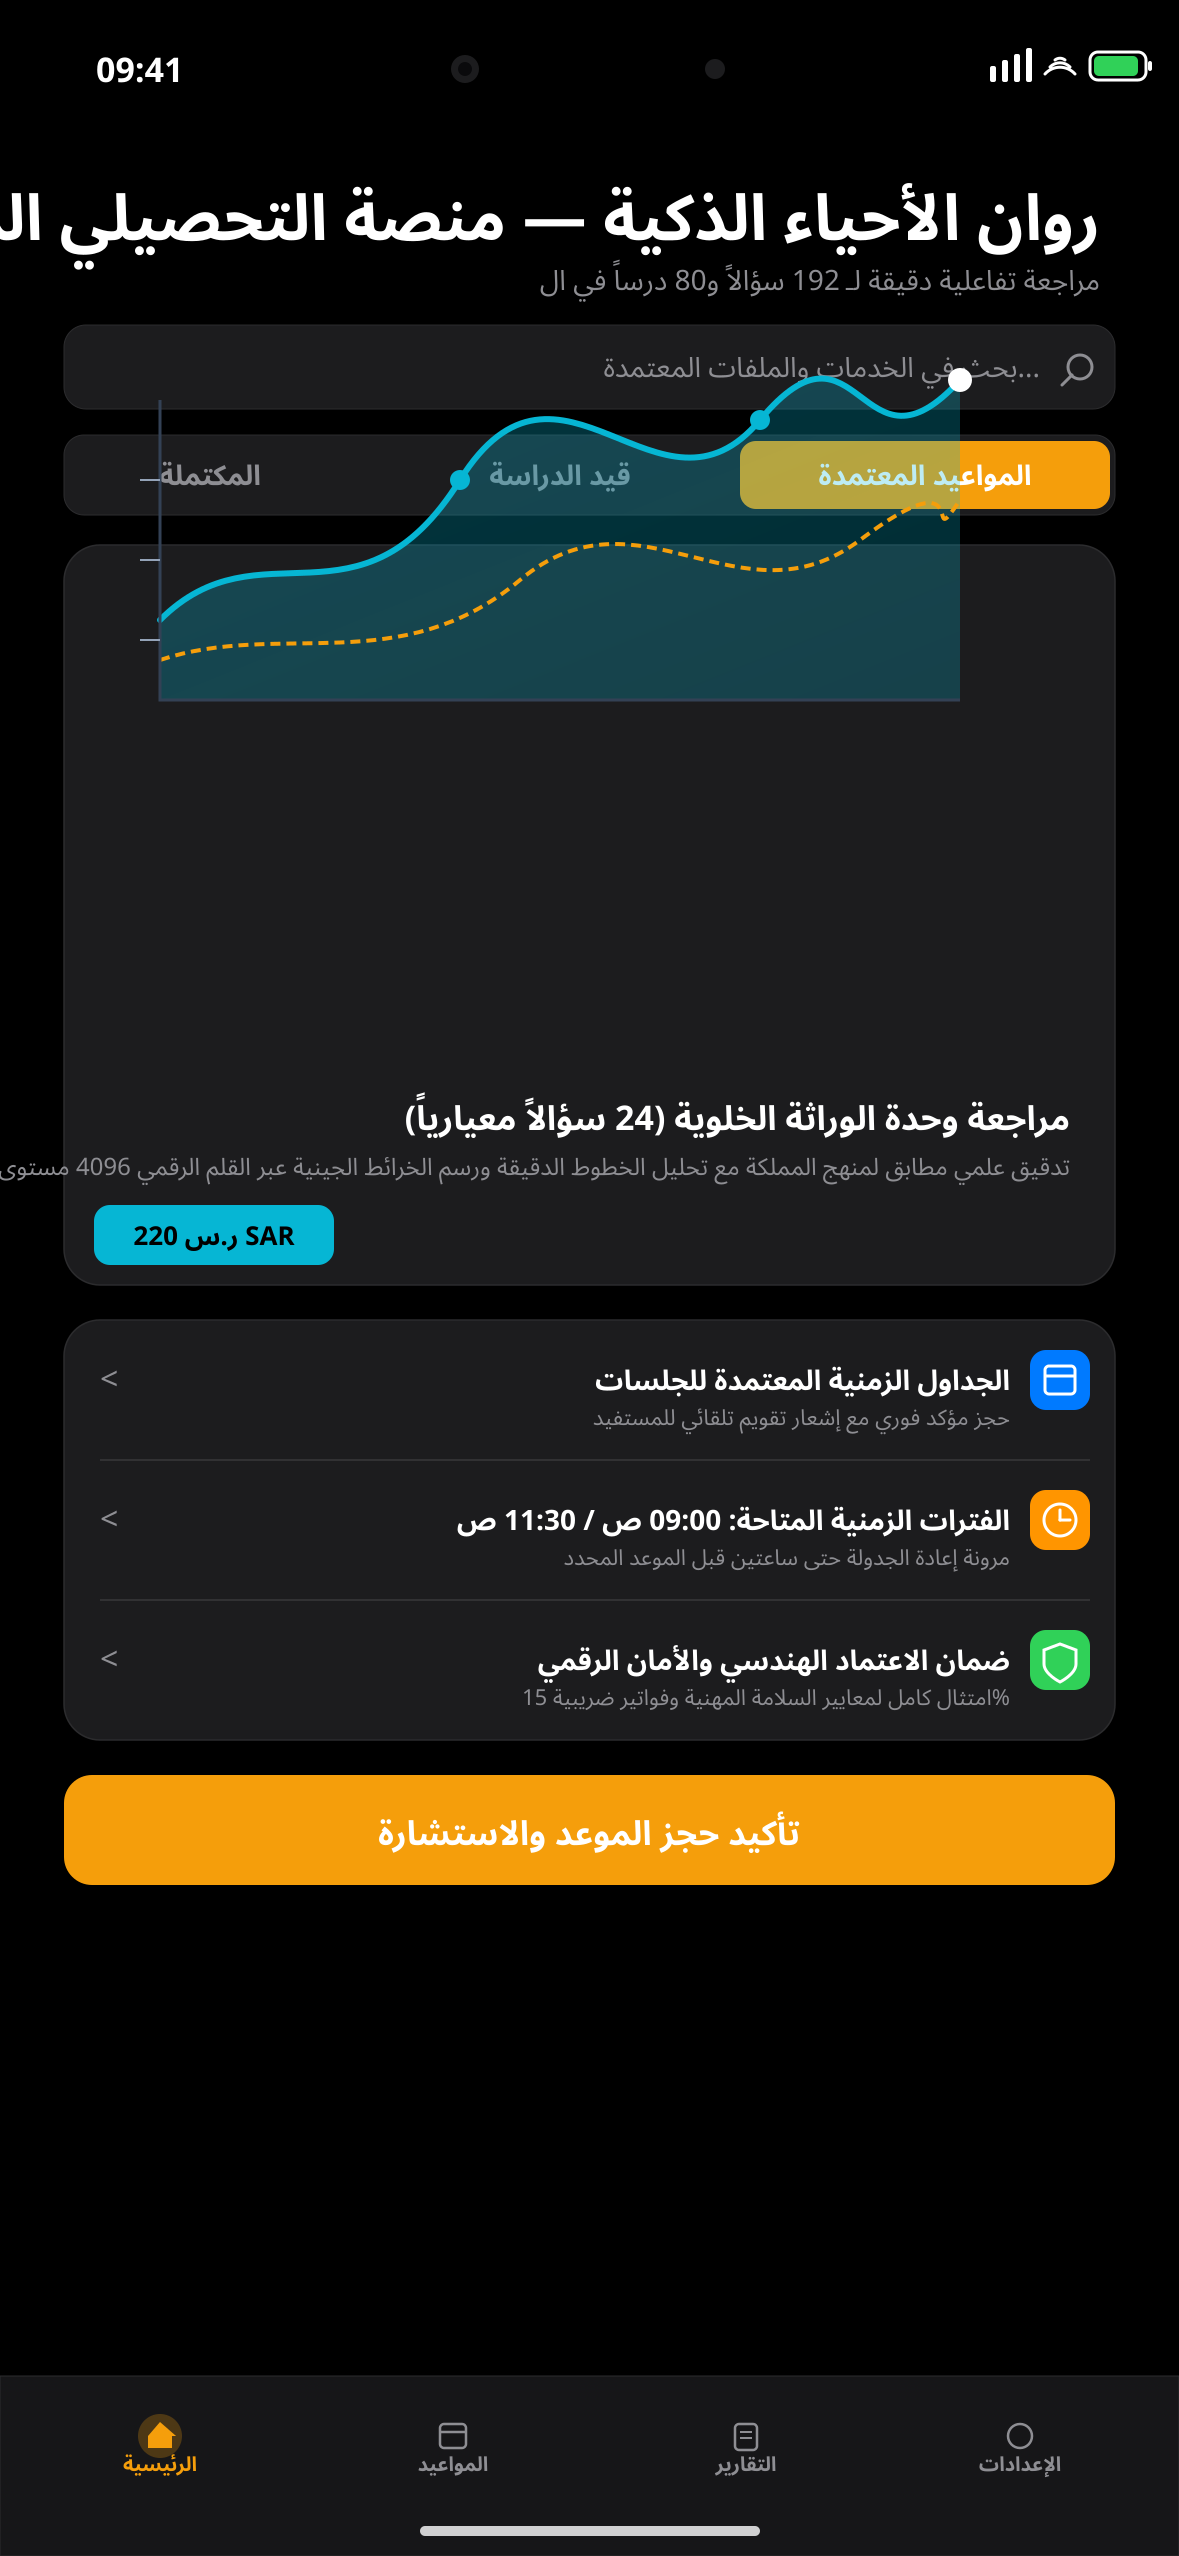 09:41
روان الأحياء الذكية — منصة التحصيلي
مراجعة تفاعلية دقيقة لـ 192 سؤالاً و80 درساً في ال
بحث في الخدمات والملفات المعتمدة...
المواعيد المعتمدة
قيد الدراسة
المكتملة
مراجعة وحدة الوراثة الخلوية (24 سؤالاً معيارياً)
تدقيق علمي مطابق لمنهج المملكة مع تحليل الخطوط الدقيقة ورسم الخرائط الجينية عبر القلم الرقمي 4096 مستوى
220 ر.س SAR
الجداول الزمنية المعتمدة للجلسات
حجز مؤكد فوري مع إشعار تقويم تلقائي للمستفيد
الفترات الزمنية المتاحة: 09:00 ص / 11:30 ص
مرونة إعادة الجدولة حتى ساعتين قبل الموعد المحدد
ضمان الاعتماد الهندسي والأمان الرقمي
امتثال كامل لمعايير السلامة المهنية وفواتير ضريبية 15%
تأكيد حجز الموعد والاستشارة
الإعدادات
التقارير
المواعيد
الرئيسية